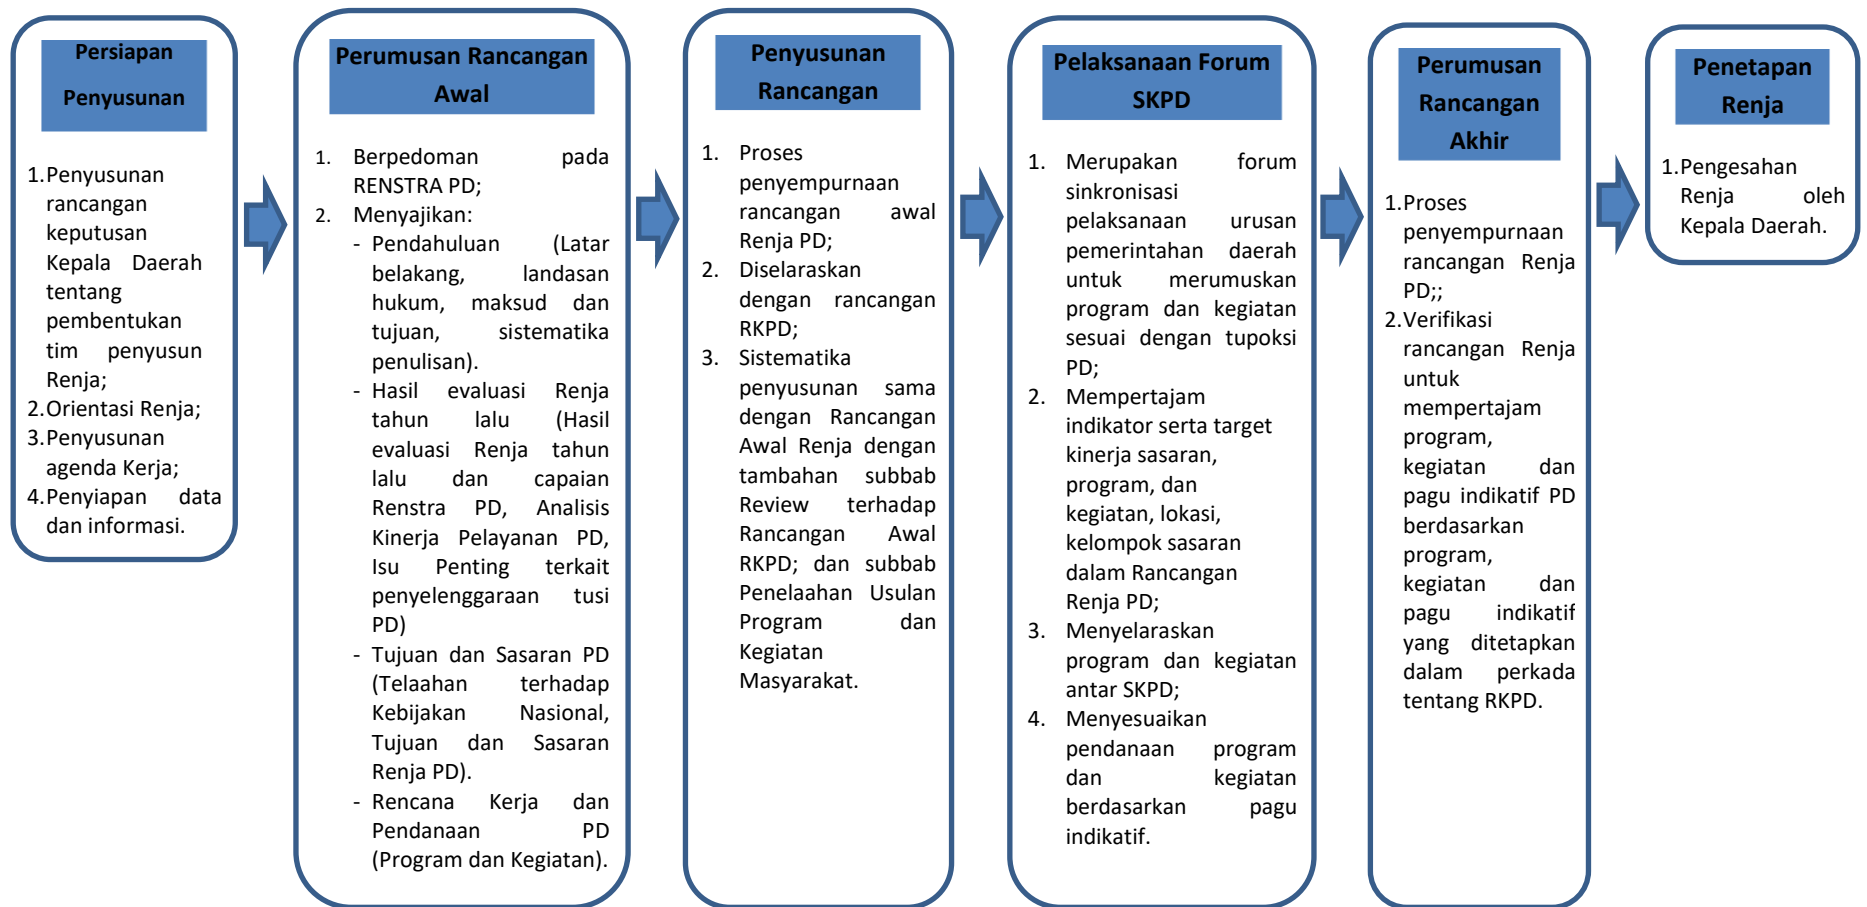 Persiapan
Penyusunan
1.Penyusunan
rancangan
keputusan
Kepala Daerah
tentang
pembentukan
tim penyusun
Renja;
2.Orientasi Renja;
3.Penyusunan
agenda Kerja;
4.Penyiapan data
dan informasi.
Perumusan Rancangan
Awal
1. Berpedoman pada
RENSTRA PD;
2. Menyajikan:
- Pendahuluan (Latar
belakang, landasan
hukum, maksud dan
tujuan, sistematika
penulisan).
- Hasil evaluasi Renja
tahun lalu (Hasil
evaluasi Renja tahun
lalu dan capaian
Renstra PD, Analisis
Kinerja Pelayanan PD,
Isu Penting terkait
penyelenggaraan tusi
PD)
- Tujuan dan Sasaran PD
(Telaahan terhadap
Kebijakan Nasional,
Tujuan dan Sasaran
Renja PD).
- Rencana Kerja dan
Pendanaan PD
(Program dan Kegiatan).
Penyusunan
Rancangan
1. Proses
penyempurnaan
rancangan awal
Renja PD;
2. Diselaraskan
dengan rancangan
RKPD;
3. Sistematika
penyusunan sama
dengan Rancangan
Awal Renja dengan
tambahan subbab
Review terhadap
Rancangan Awal
RKPD; dan subbab
Penelaahan Usulan
Program dan
Kegiatan
Masyarakat.
Pelaksanaan Forum
SKPD
1. Merupakan forum
sinkronisasi
pelaksanaan urusan
pemerintahan daerah
untuk merumuskan
program dan kegiatan
sesuai dengan tupoksi
PD;
2. Mempertajam
indikator serta target
kinerja sasaran,
program, dan
kegiatan, lokasi,
kelompok sasaran
dalam Rancangan
Renja PD;
3. Menyelaraskan
program dan kegiatan
antar SKPD;
4. Menyesuaikan
pendanaan program
dan kegiatan
berdasarkan pagu
indikatif.
Perumusan
Rancangan
Akhir
1.Proses
penyempurnaan
rancangan Renja
PD;;
2.Verifikasi
rancangan Renja
untuk
mempertajam
program,
kegiatan dan
pagu indikatif PD
berdasarkan
program,
kegiatan dan
pagu indikatif
yang ditetapkan
dalam perkada
tentang RKPD.
Penetapan
Renja
1.Pengesahan
Renja oleh
Kepala Daerah.